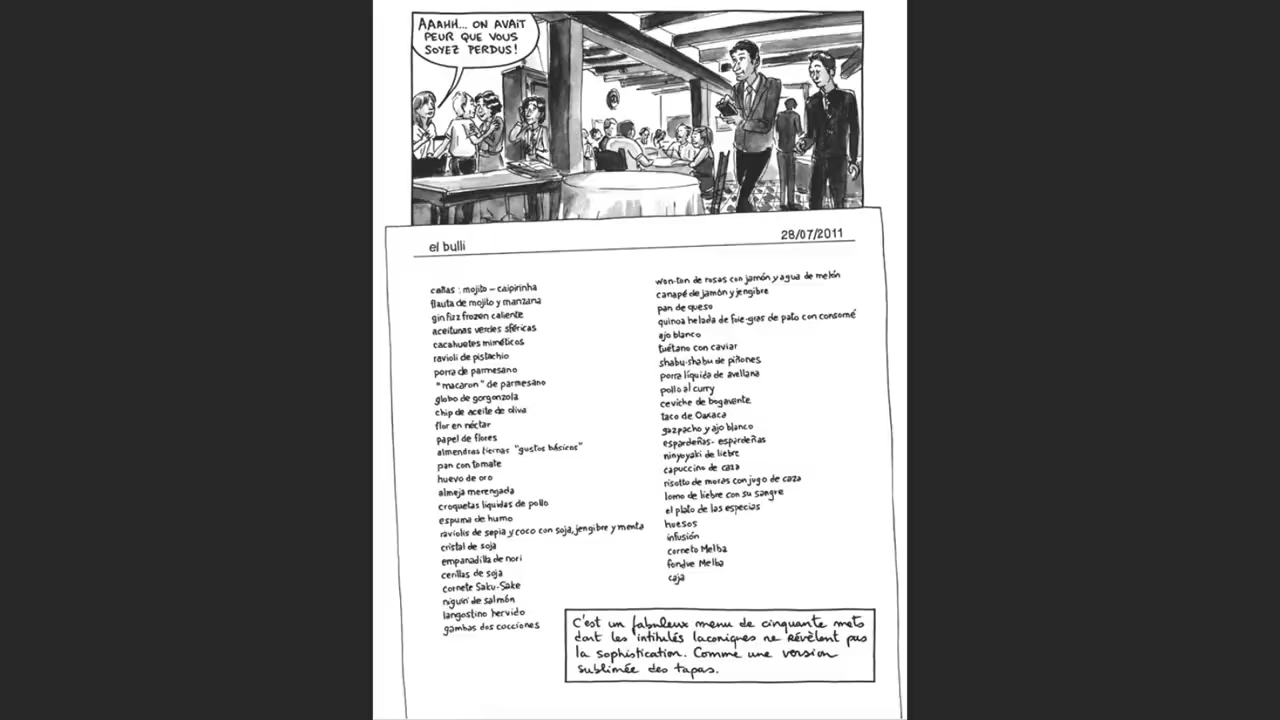 AAAHH... ON AVAIT
PEUR QUE VOUS
SOYEZ PERDUS !
el bulli
28/07/2011
cañas : mojito – caipirinha
flauta de mojito y manzana
gin fizz frozen caliente
aceitunas verdes sféricas
cacahuetes miméticos
ravioli de pistachio
porra de parmesano
"macaron" de parmesano
globo de gorgonzola
chip de aceite de oliva
flor en néctar
papel de flores
almendras tiernas "gustos básicos"
pan con tomate
huevo de oro
almeja merengada
croquetas liquidas de pollo
espuma de humo
raviolis de sepia y coco con soja, jengibre y menta
cristal de soja
empanadilla de nori
cerillas de soja
cornete Saku-Sake
niguiri de salmón
langostino hervido
gambas dos cocciones
won-ton de rosas con jamón y agua de melón
canapé de jamón y jengibre
pan de queso
quinoa helada de foie-gras de pato con consomé
ajo blanco
tuétano con caviar
shabu-shabu de piñones
porra líquida de avellana
pollo al curry
ceviche de bogavante
taco de Oaxaca
gazpacho y ajo blanco
espardeñas- espardeñas
ninyoyaki de liebre
capuccino de caza
risotto de moras con jugo de caza
lomo de liebre con su sangre
el plato de las especias
huesos
infusión
corneto Melba
fondue Melba
caja
C'est un fabuleux menu de cinquante mets
dont les intitulés laconiques ne révèlent pas
la sophistication. Comme une version
sublimée des tapas.